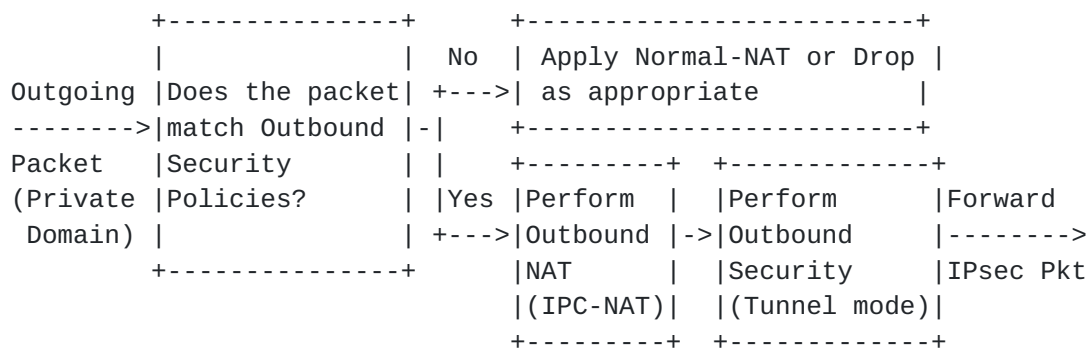 +---------------+      +-------------------------+
            |               |  No  | Apply Normal-NAT or Drop |
Outgoing |Does the packet| +--->| as appropriate          |
-------->|match Outbound |-|    +-------------------------+
Packet   |Security       | |    +---------+  +-------------+
(Private |Policies?      | |Yes |Perform  |  |Perform      |Forward
 Domain) |               | +--->|Outbound |->|Outbound     |-------->
         +---------------+      |NAT      |  |Security     |IPsec Pkt
                                |(IPC-NAT)|  |(Tunnel mode)|
                                +---------+  +-------------+